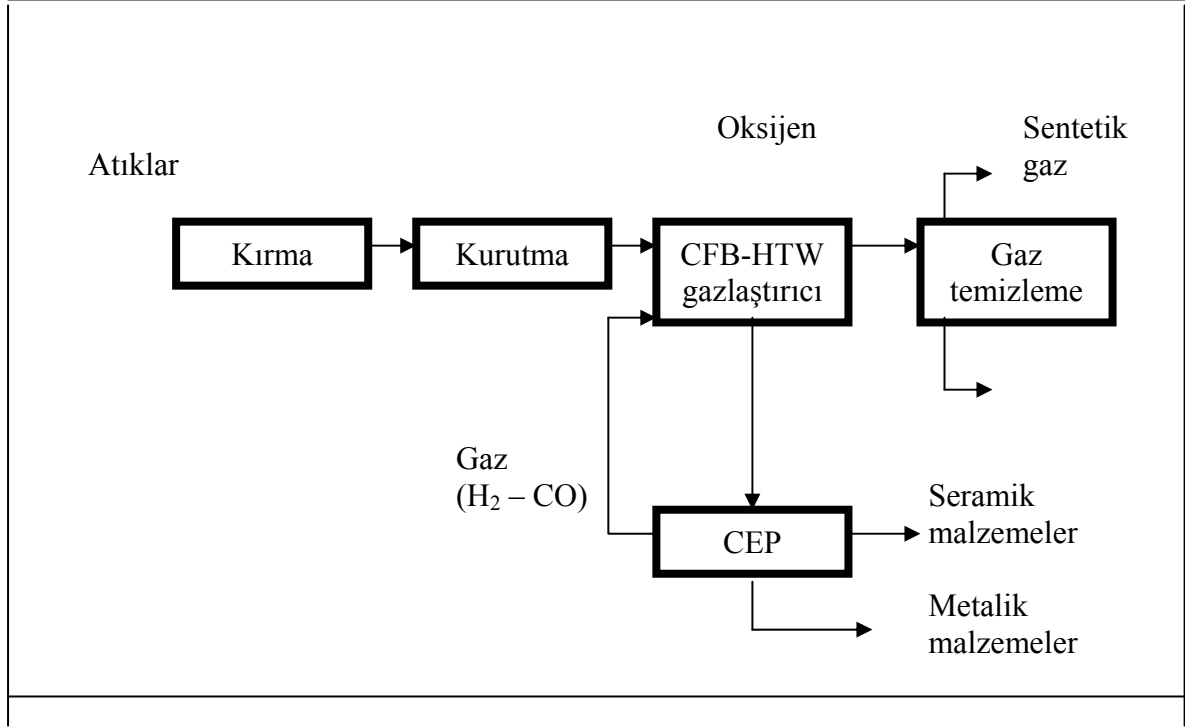 Oksijen
Sentetik
gaz
Atıklar
Kırma
Kurutma
CFB-HTW
gazlaştırıcı
Gaz
temizleme
Gaz
(H₂ – CO)
CEP
Seramik
malzemeler
Metalik
malzemeler